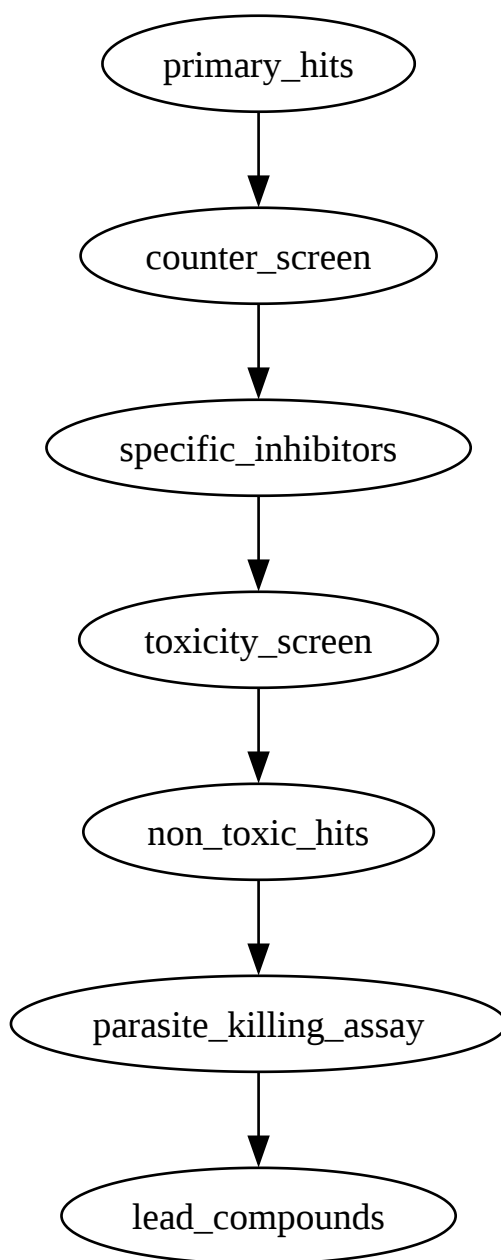 primary_hits
counter_screen
specific_inhibitors
toxicity_screen
non_toxic_hits
parasite_killing_assay
lead_compounds